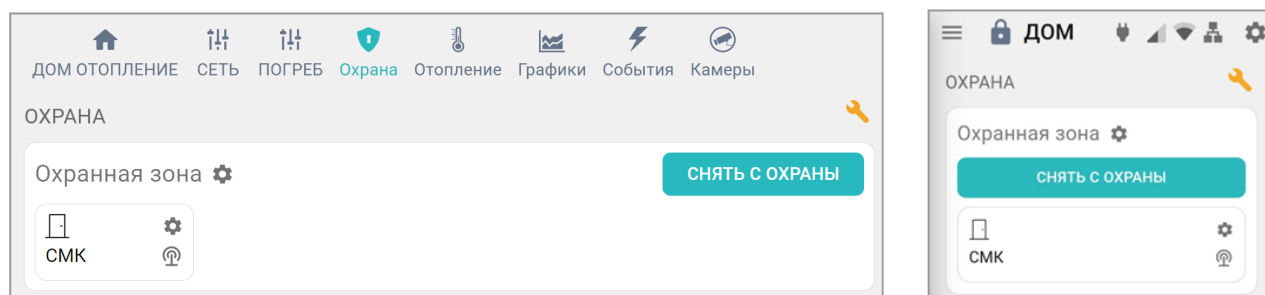 ДОМ ОТОПЛЕНИЕ СЕТЬ ПОГРЕБ Охрана Отопление Графики События Камеры
ОХРАНА
Охранная зона
СНЯТЬ С ОХРАНЫ
СМК
ДОМ
ОХРАНА
Охранная зона
СНЯТЬ С ОХРАНЫ
СМК